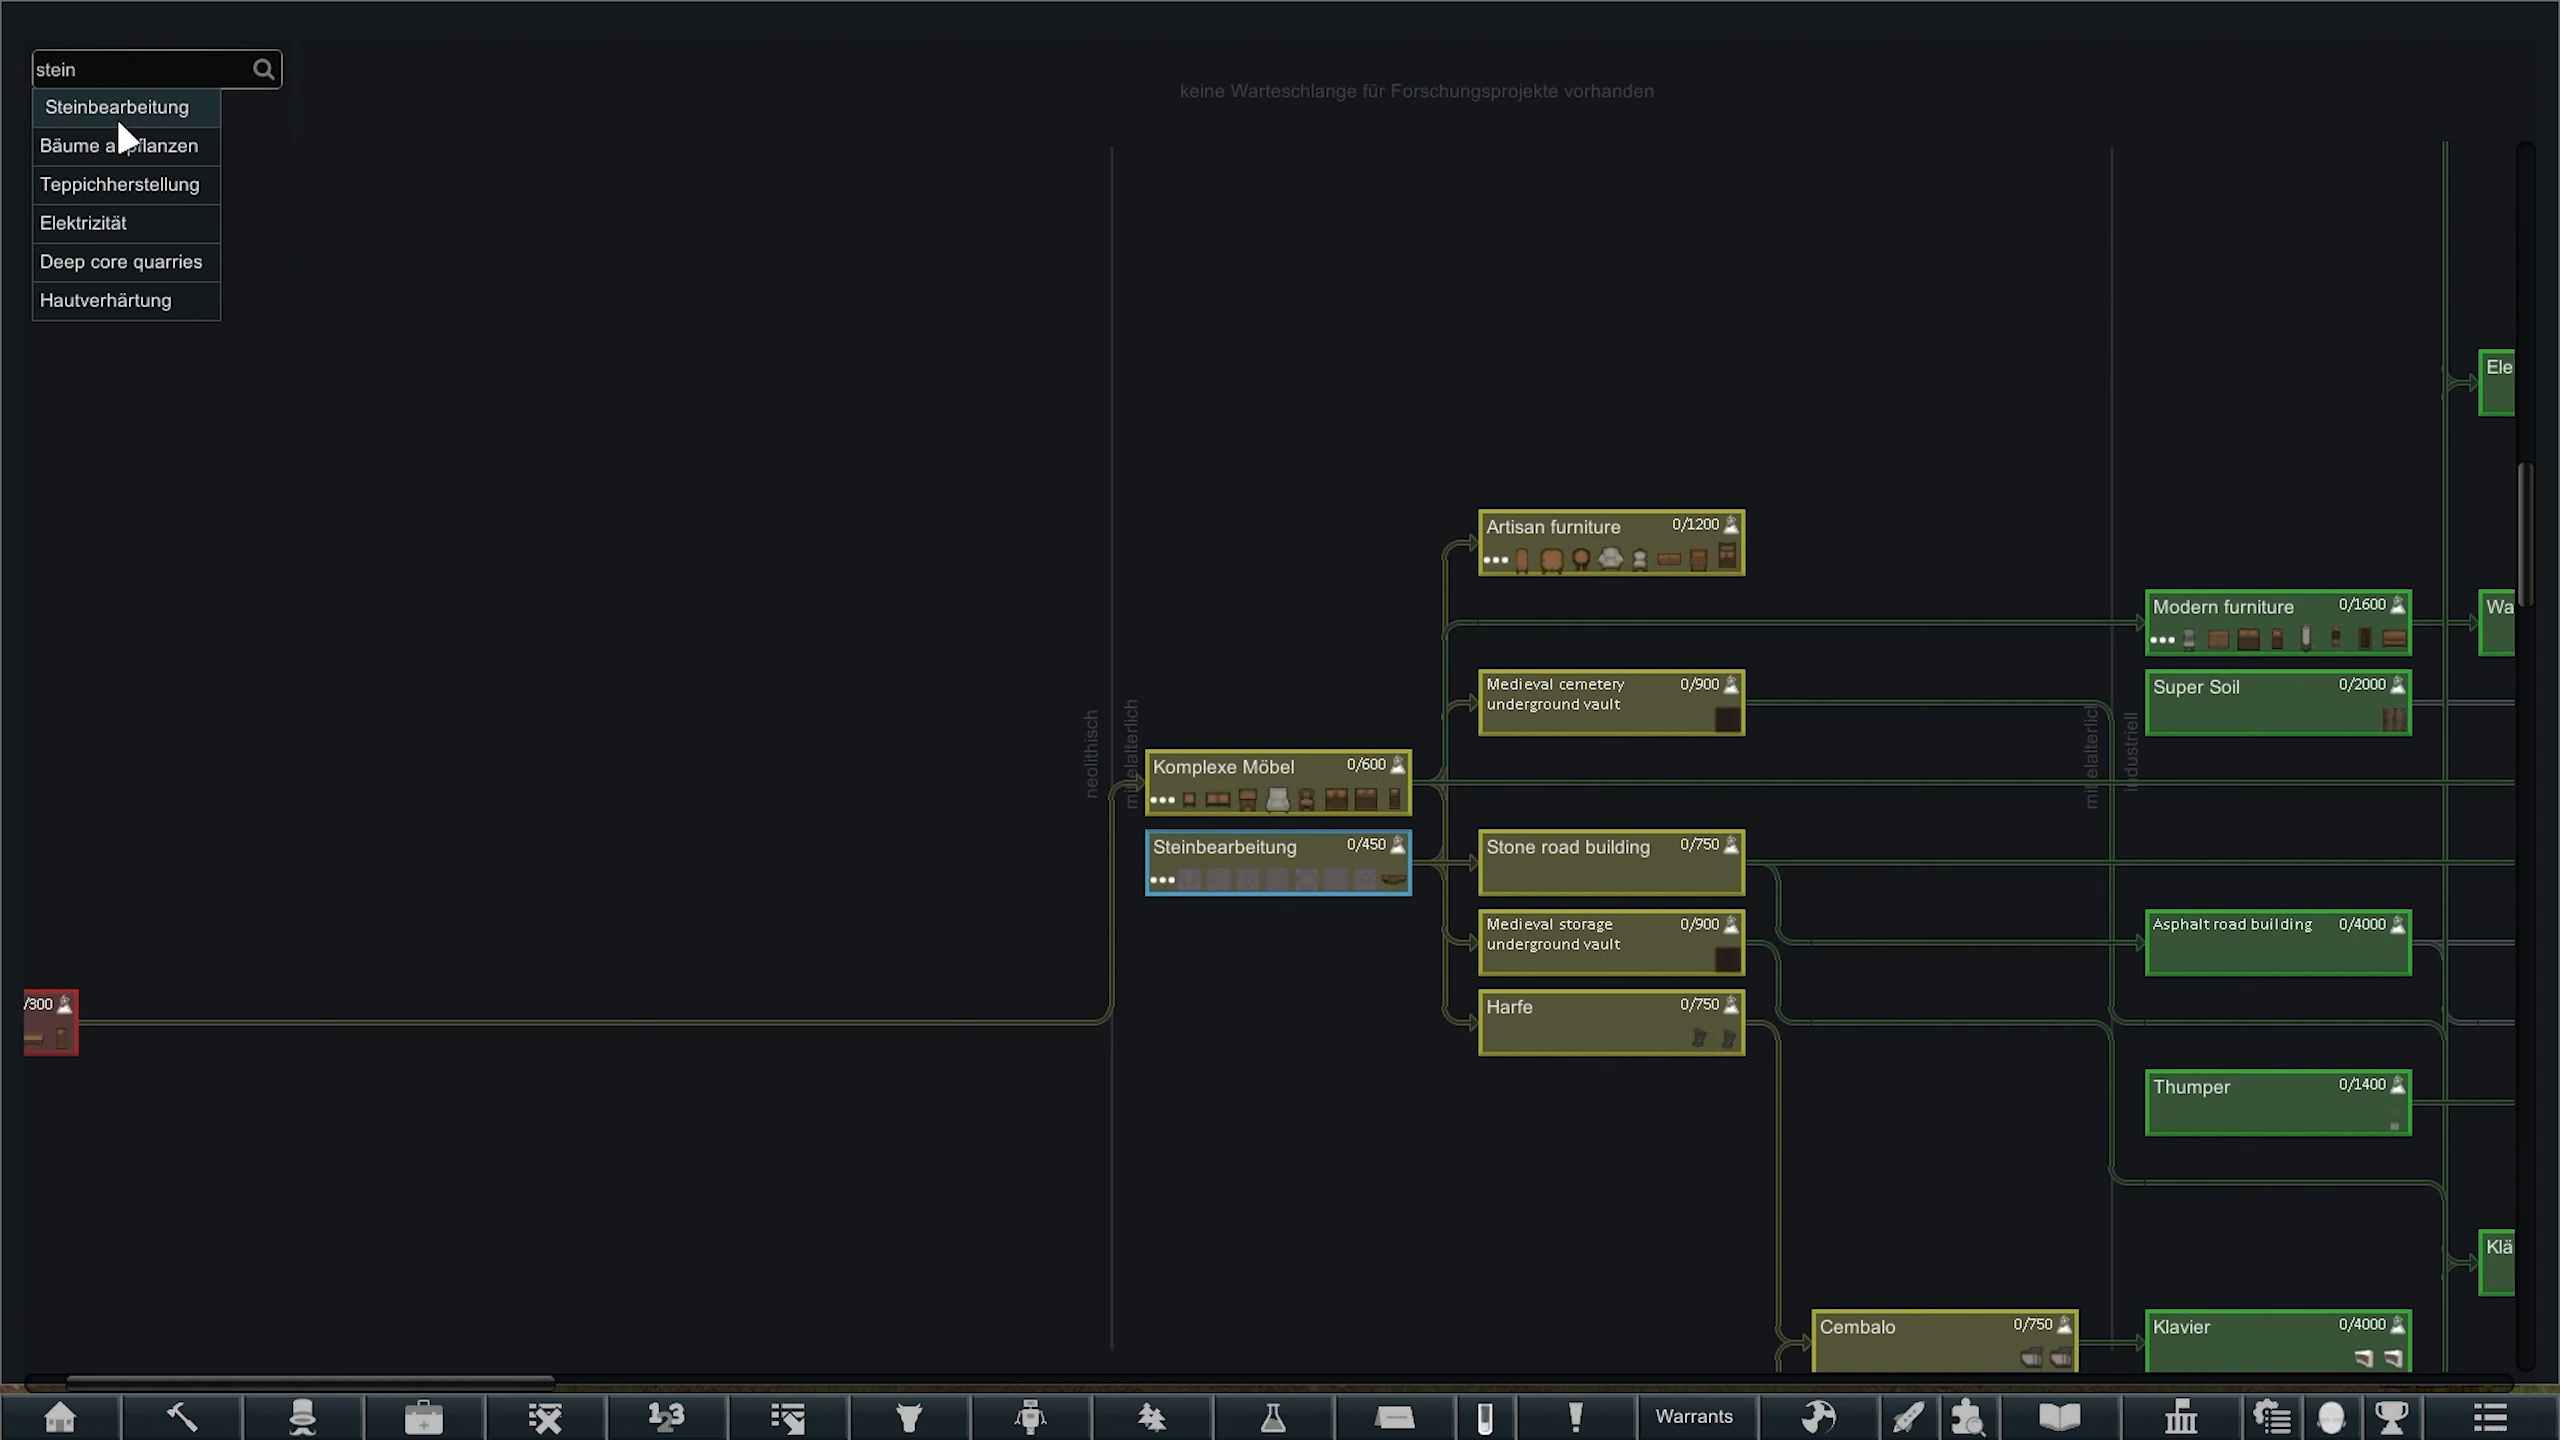 stein
keine Warteschlange für Forschungsprojekte vorhanden
Steinbearbeitung
Bäume a pflanzen
Teppichherstellung
Elektrizität
Deep core quarries
Hautverhärtung
Ele
Artisan furniture 0/1200
Modern furniture 0/1600
Wa
Medieval cemetery 0/900
underground vault
Super Soil 0/2000
neolithisch
mittelalterlich
mittelalterlich
industriell
Komplexe Möbel 0/600
Steinbearbeitung 0/450
Stone road building 0/750
Medieval storage 0/900
underground vault
Asphalt road building 0/4000
/300
Harfe 0/750
Thumper 0/1400
Klä
Cembalo 0/750
Klavier 0/4000
123
Warrants